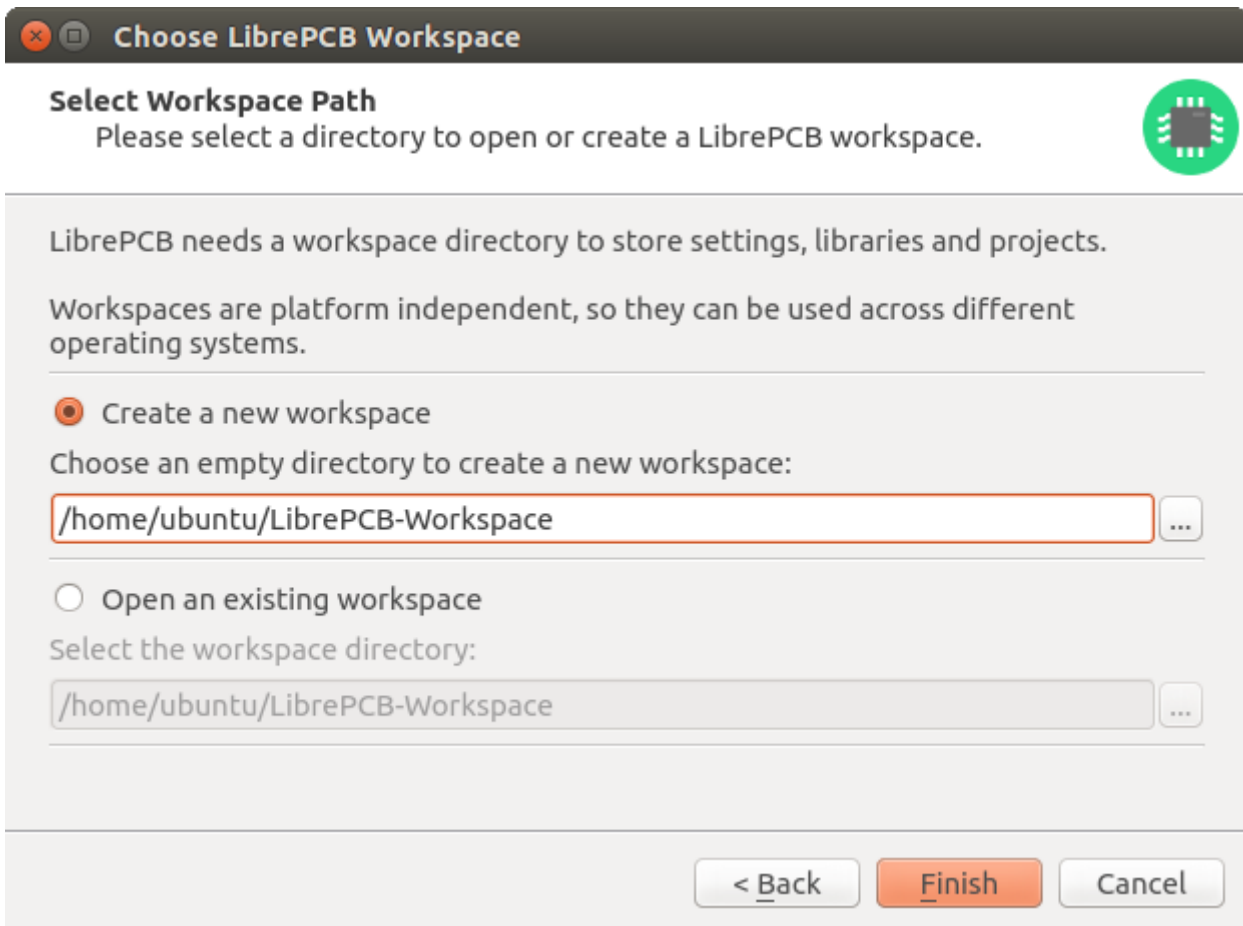 Choose LibrePCB Workspace
Select Workspace Path
Please select a directory to open or create a LibrePCB workspace.
LibrePCB needs a workspace directory to store settings, libraries and projects.
Workspaces are platform independent, so they can be used across different
operating systems.
Create a new workspace
Choose an empty directory to create a new workspace:
/home/ubuntu/LibrePCB-Workspace
...
Open an existing workspace
Select the workspace directory:
/home/ubuntu/LibrePCB-Workspace
...
< Back Finish Cancel